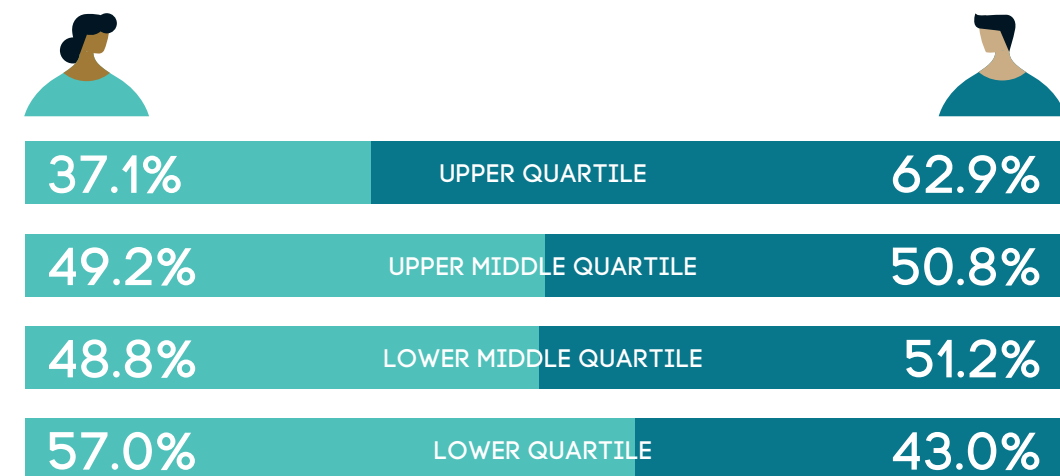 37.1% UPPER QUARTILE 62.9%
49.2% UPPER MIDDLE QUARTILE 50.8%
48.8% LOWER MIDDLE QUARTILE 51.2%
57.0% LOWER QUARTILE 43.0%